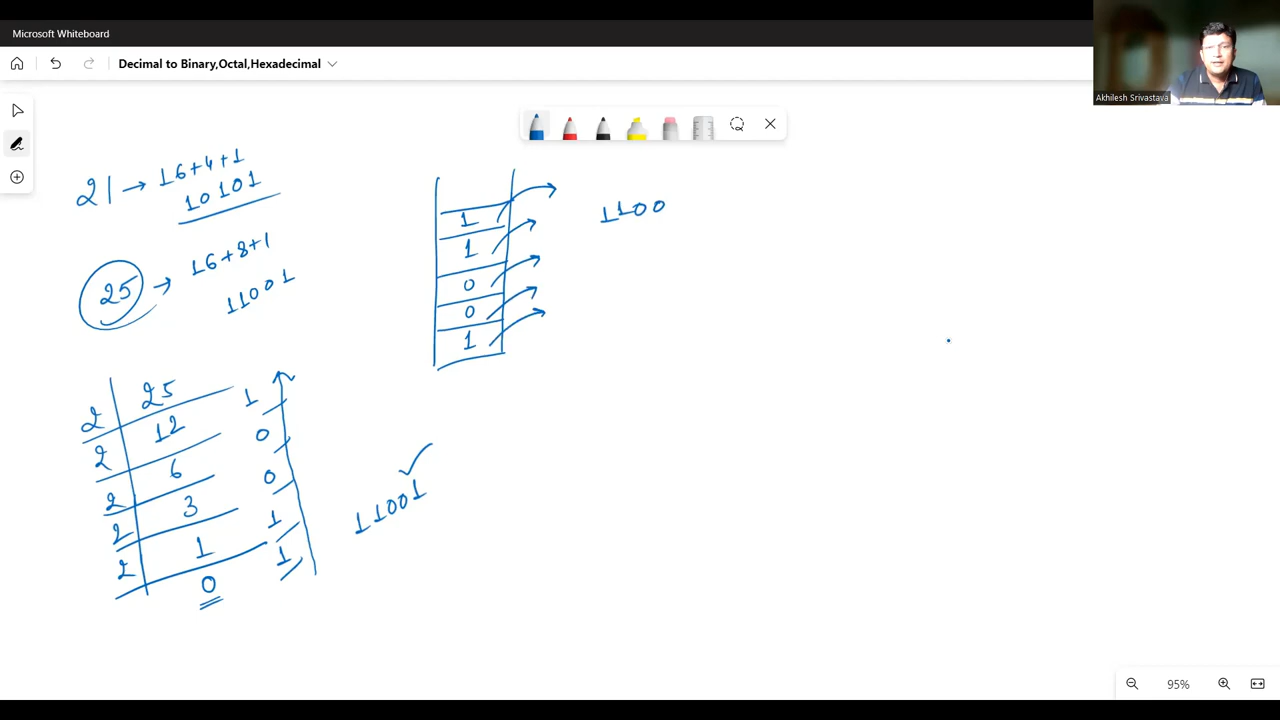 Microsoft Whiteboard
Decimal to Binary,Octal,Hexadecimal
Akhilesh Srivastava
21 → 16+4+1
10101
25 → 16+8+1
11001
1
1
0
0
1
1100
2 25 1
2 12 0
2 6 0
2 3 1
2 1 1
0
11001
95%